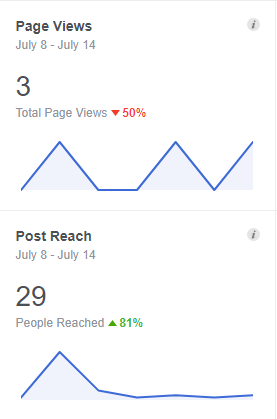 Page Views
July 8 - July 14
3
Total Page Views 50%
Post Reach
July 8 - July 14
29
People Reached 81%